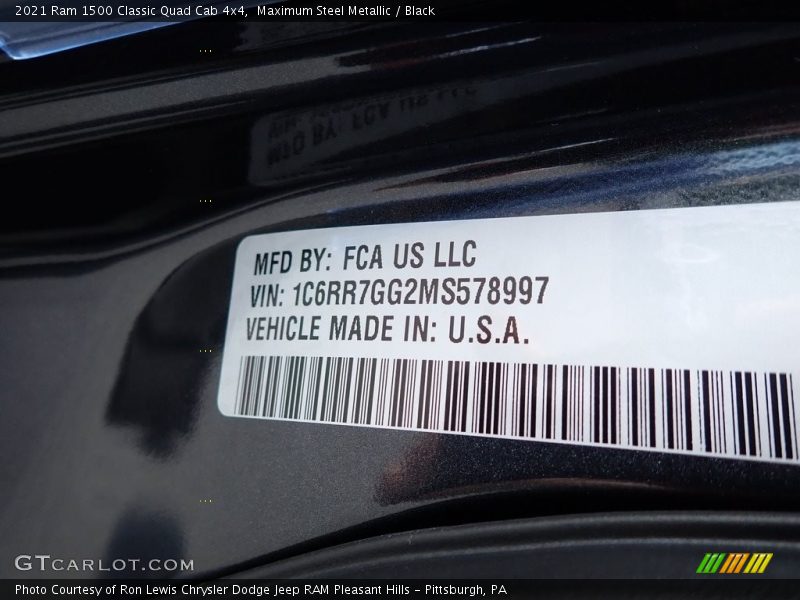 2021 Ram 1500 Classic Quad Cab 4x4,  Maximum Steel Metallic / Black
MFD BY: FCA US LLC
VIN: 1C6RR7GG2MS578997
VEHICLE MADE IN: U.S.A.
GTCARLOT.COM
Photo Courtesy of Ron Lewis Chrysler Dodge Jeep RAM Pleasant Hills - Pittsburgh, PA